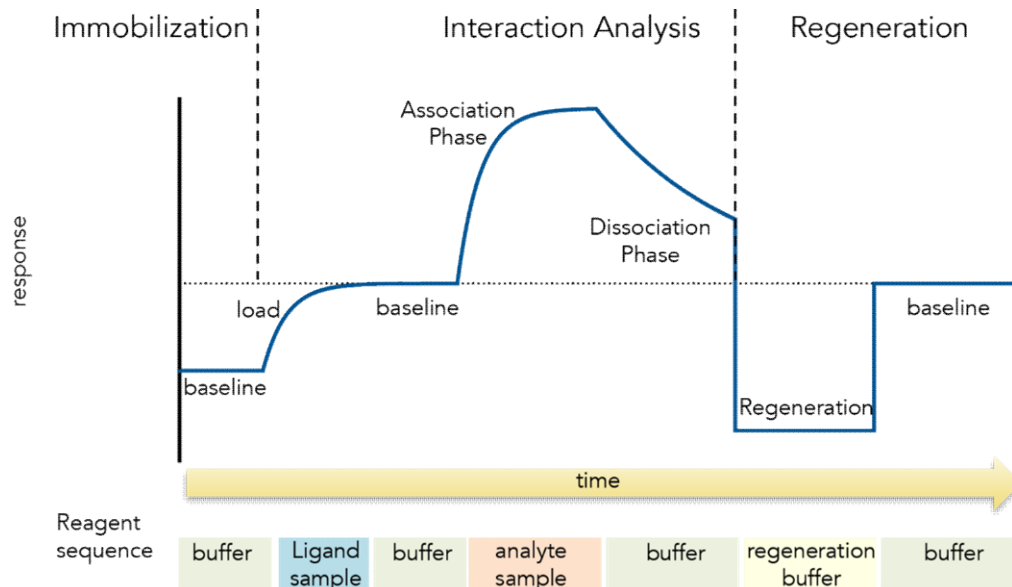 Immobilization
Interaction Analysis
Regeneration
Association
Phase
Dissociation
Phase
response
load
baseline
baseline
baseline
Regeneration
time
Reagent
sequence
buffer
Ligand
sample
buffer
analyte
sample
buffer
regeneration
buffer
buffer